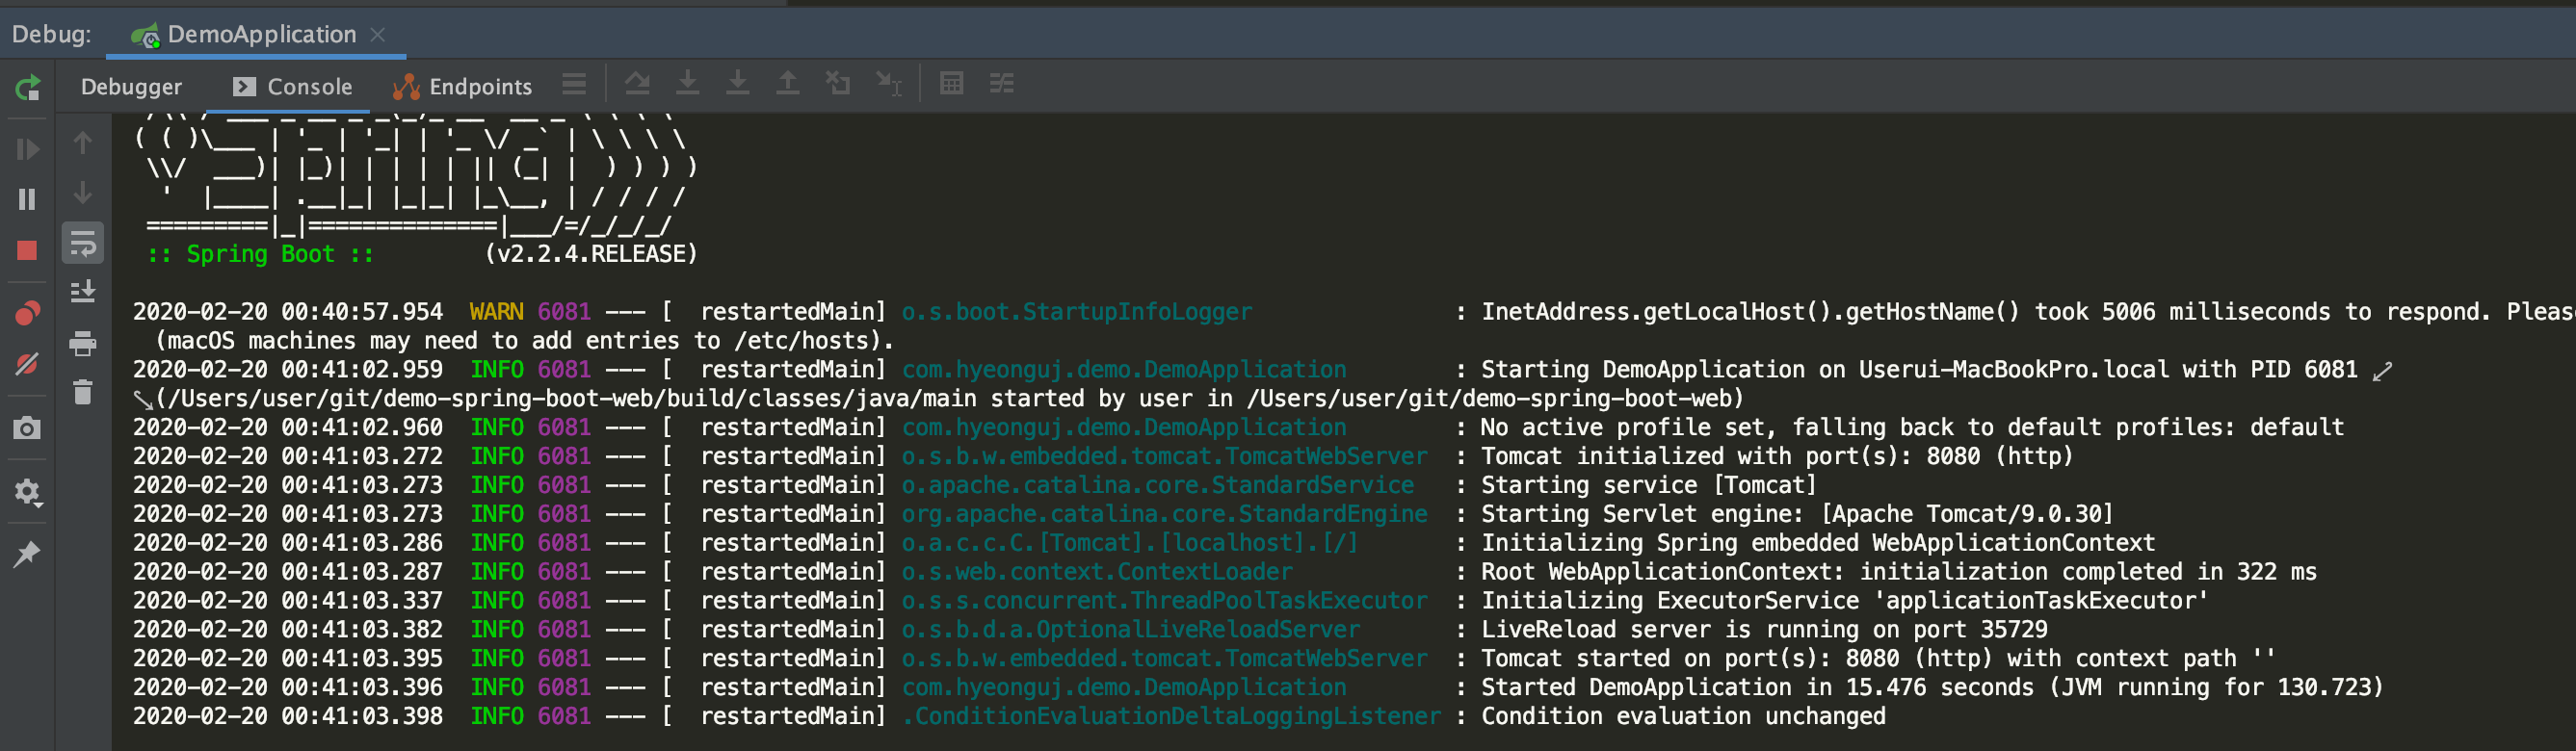 Debug: DemoApplication
Debugger Console Endpoints
( ( )\___ | '_ | '_| | '_ \/ _` | \ \ \ \
 \\/  ___)| |_)| | | | | || (_| |  ) ) ) )
  '  |____| .__|_| |_|_| |_\__, | / / / /
 =========|_|==============|___/=/_/_/_/
 :: Spring Boot ::        (v2.2.4.RELEASE)
2020-02-20 00:40:57.954  WARN 6081 --- [  restartedMain] o.s.boot.StartupInfoLogger               : InetAddress.getLocalHost().getHostName() took 5006 milliseconds to respond. Pleas
(macOS machines may need to add entries to /etc/hosts).
2020-02-20 00:41:02.959  INFO 6081 --- [  restartedMain] com.hyeonguj.demo.DemoApplication        : Starting DemoApplication on Userui-MacBookPro.local with PID 6081
(/Users/user/git/demo-spring-boot-web/build/classes/java/main started by user in /Users/user/git/demo-spring-boot-web)
2020-02-20 00:41:02.960  INFO 6081 --- [  restartedMain] com.hyeonguj.demo.DemoApplication        : No active profile set, falling back to default profiles: default
2020-02-20 00:41:03.272  INFO 6081 --- [  restartedMain] o.s.b.w.embedded.tomcat.TomcatWebServer  : Tomcat initialized with port(s): 8080 (http)
2020-02-20 00:41:03.273  INFO 6081 --- [  restartedMain] o.apache.catalina.core.StandardService   : Starting service [Tomcat]
2020-02-20 00:41:03.273  INFO 6081 --- [  restartedMain] org.apache.catalina.core.StandardEngine  : Starting Servlet engine: [Apache Tomcat/9.0.30]
2020-02-20 00:41:03.286  INFO 6081 --- [  restartedMain] o.a.c.c.C.[Tomcat].[localhost].[/]       : Initializing Spring embedded WebApplicationContext
2020-02-20 00:41:03.287  INFO 6081 --- [  restartedMain] o.s.web.context.ContextLoader            : Root WebApplicationContext: initialization completed in 322 ms
2020-02-20 00:41:03.337  INFO 6081 --- [  restartedMain] o.s.s.concurrent.ThreadPoolTaskExecutor  : Initializing ExecutorService 'applicationTaskExecutor'
2020-02-20 00:41:03.382  INFO 6081 --- [  restartedMain] o.s.b.d.a.OptionalLiveReloadServer       : LiveReload server is running on port 35729
2020-02-20 00:41:03.395  INFO 6081 --- [  restartedMain] o.s.b.w.embedded.tomcat.TomcatWebServer  : Tomcat started on port(s): 8080 (http) with context path ''
2020-02-20 00:41:03.396  INFO 6081 --- [  restartedMain] com.hyeonguj.demo.DemoApplication        : Started DemoApplication in 15.476 seconds (JVM running for 130.723)
2020-02-20 00:41:03.398  INFO 6081 --- [  restartedMain] .ConditionEvaluationDeltaLoggingListener : Condition evaluation unchanged